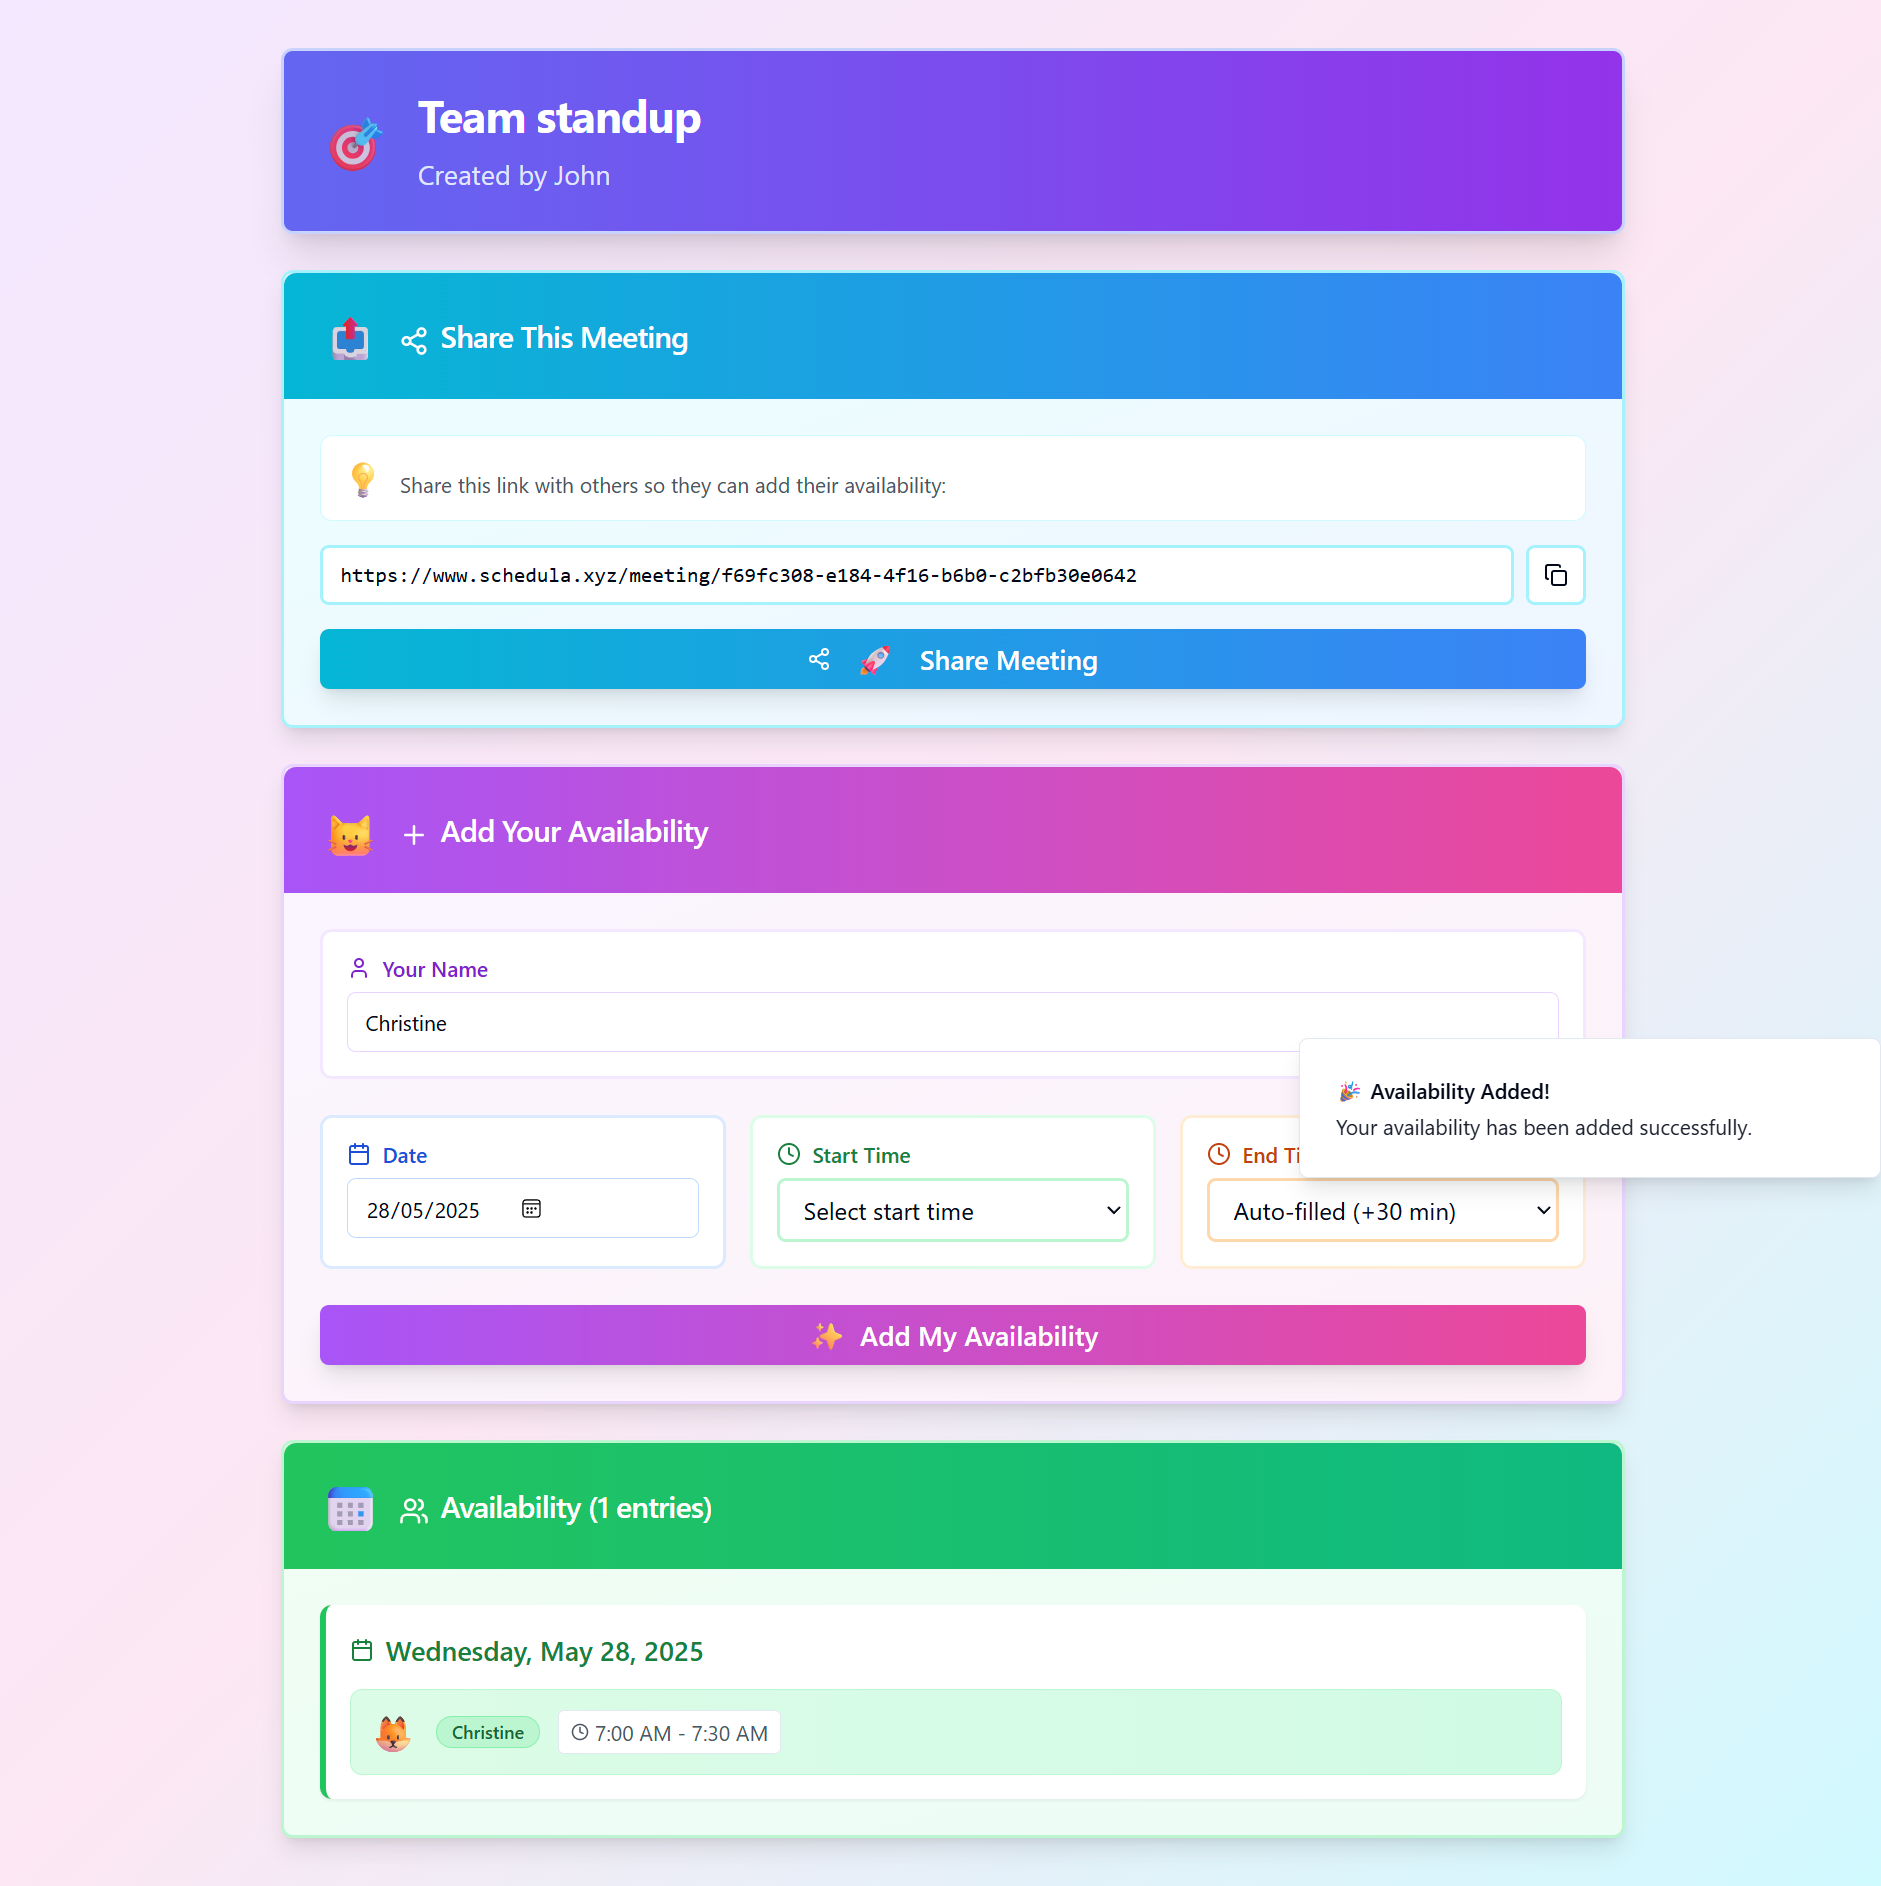 Team standup
Created by John
Share This Meeting
Share this link with others so they can add their availability:
https://www.schedula.xyz/meeting/f69fc308-e184-4f16-b6b0-c2bfb30e0642
Share Meeting
Add Your Availability
Your Name
Christine
Availability Added!
Your availability has been added successfully.
Date
Start Time
End Ti
28/05/2025
Select start time
Auto-filled (+30 min)
Add My Availability
Availability (1 entries)
Wednesday, May 28, 2025
Christine
7:00 AM - 7:30 AM